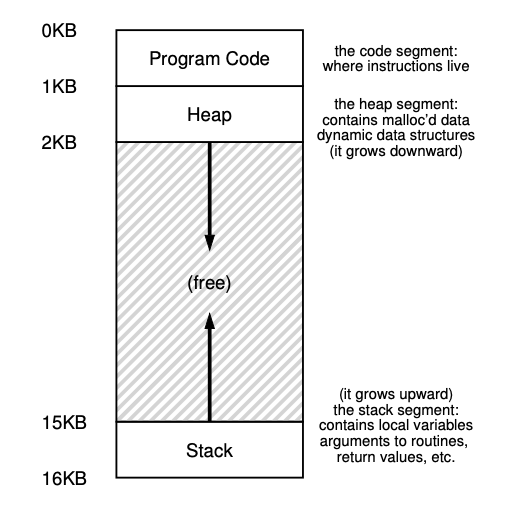 0KB
Program Code
the code segment:
where instructions live
1KB
Heap
the heap segment:
contains malloc'd data
dynamic data structures
(it grows downward)
2KB
(free)
(it grows upward)
the stack segment:
contains local variables
arguments to routines,
return values, etc.
15KB
Stack
16KB